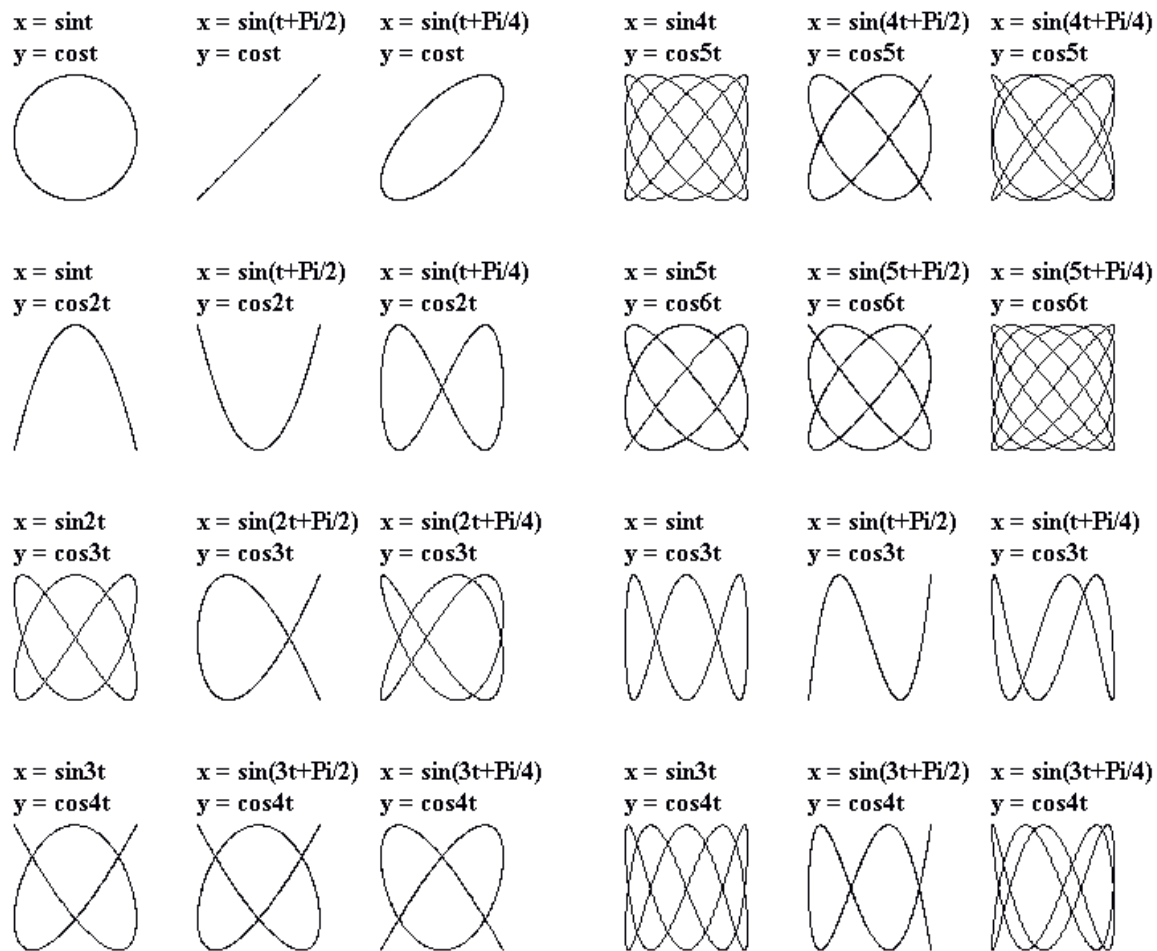 x = sint
y = cost
x = sin(t+Pi/2)
y = cost
x = sin(t+Pi/4)
y = cost
x = sin4t
y = cos5t
x = sin(4t+Pi/2)
y = cos5t
x = sin(4t+Pi/4)
y = cos5t
x = sint
y = cos2t
x = sin(t+Pi/2)
y = cos2t
x = sin(t+Pi/4)
y = cos2t
x = sin5t
y = cos6t
x = sin(5t+Pi/2)
y = cos6t
x = sin(5t+Pi/4)
y = cos6t
x = sin2t
y = cos3t
x = sin(2t+Pi/2)
y = cos3t
x = sin(2t+Pi/4)
y = cos3t
x = sint
y = cos3t
x = sin(t+Pi/2)
y = cos3t
x = sin(t+Pi/4)
y = cos3t
x = sin3t
y = cos4t
x = sin(3t+Pi/2)
y = cos4t
x = sin(3t+Pi/4)
y = cos4t
x = sin3t
y = cos4t
x = sin(3t+Pi/2)
y = cos4t
x = sin(3t+Pi/4)
y = cos4t